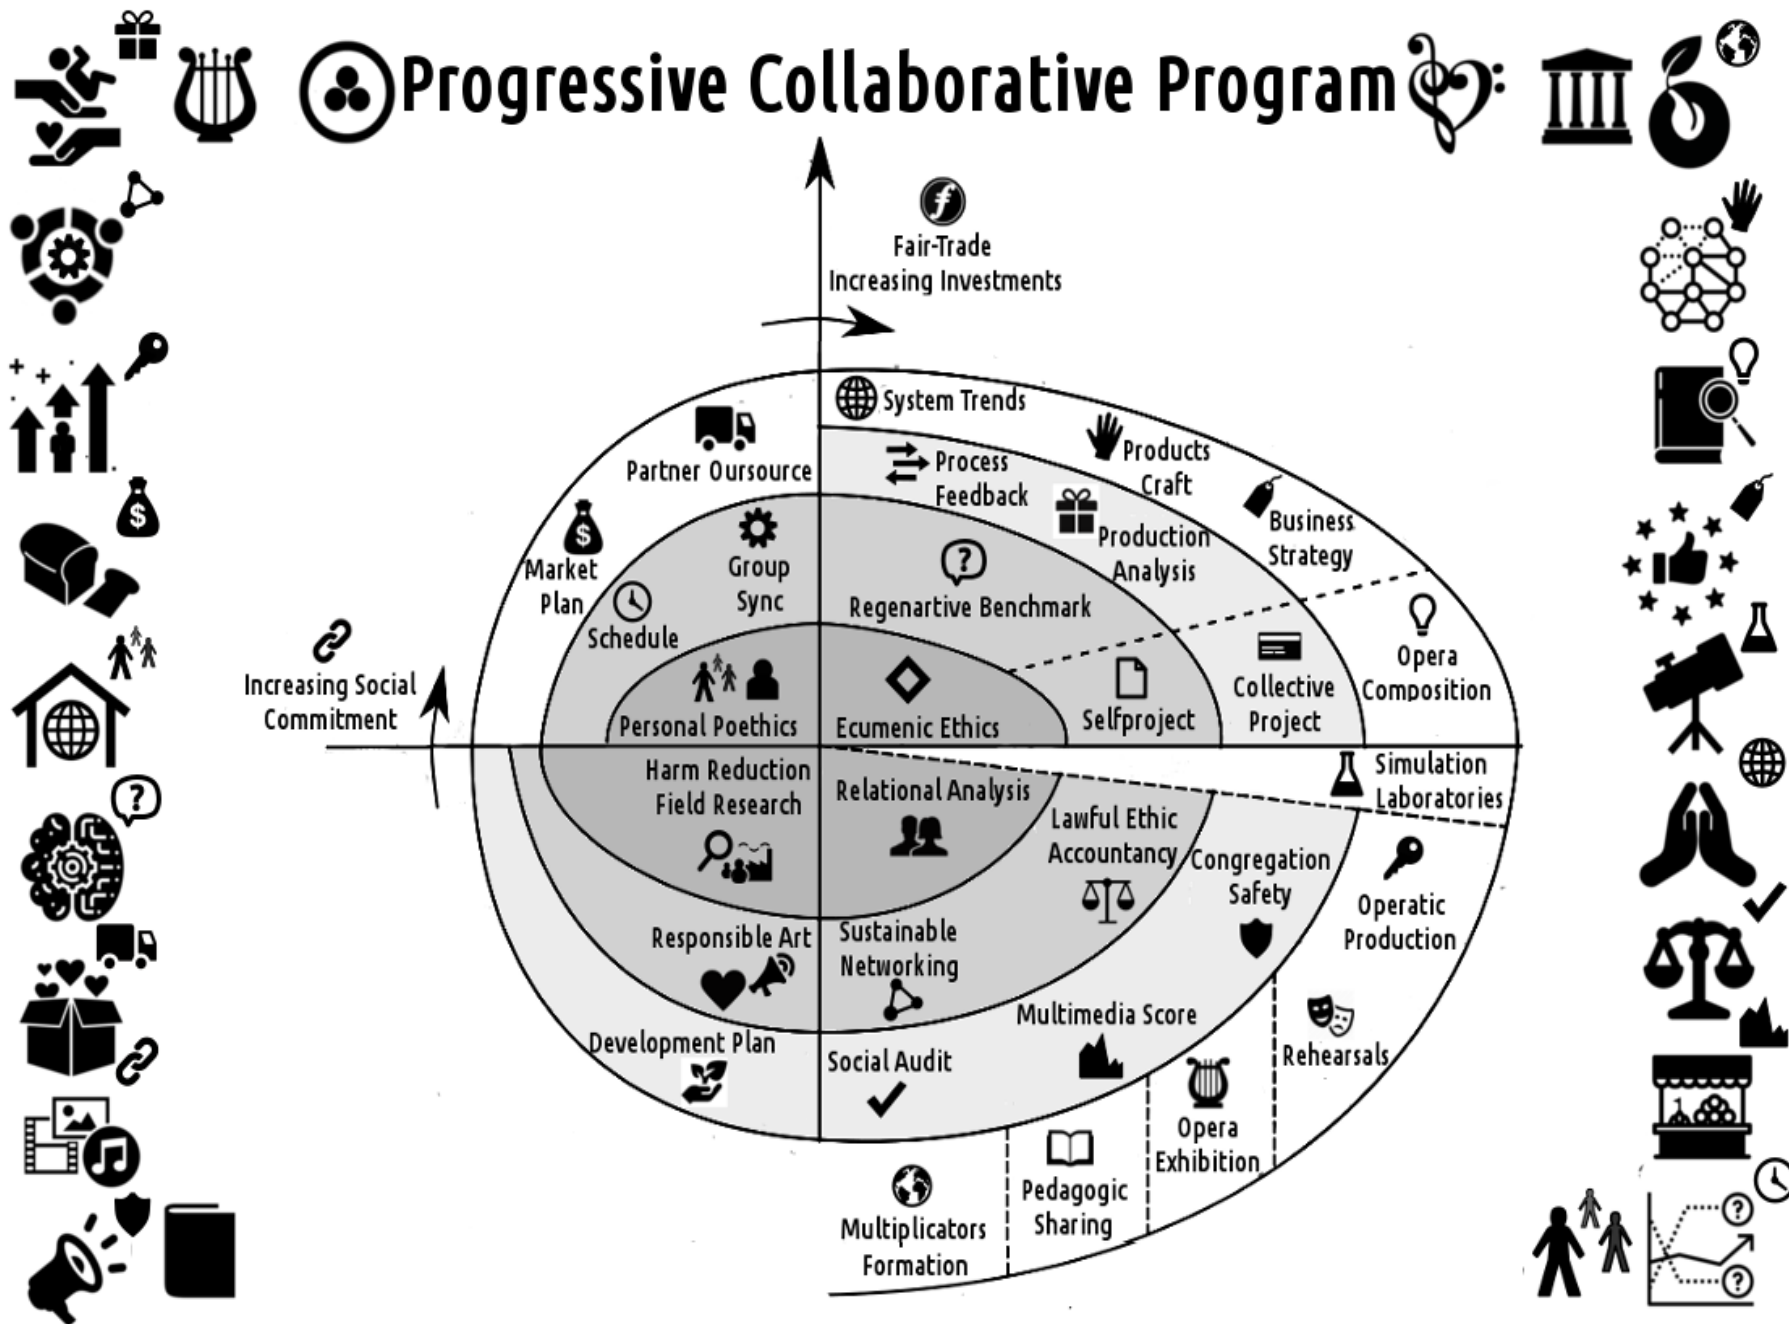 Progressive Collaborative Program
Fair-Trade
Increasing Investments
System Trends
Partner Oursource
Products
Craft
Process
Feedback
Business
Strategy
Production
Analysis
Market
Plan
Group
Sync
Regenartive Benchmark
Schedule
Opera
Composition
Increasing Social
Commitment
Collective
Project
Selfproject
Personal Poethics
Ecumenic Ethics
Harm Reduction
Field Research
Relational Analysis
Simulation
Laboratories
Lawful Ethic
Accountancy
Congregation
Safety
Operatic
Production
Responsible Art
Sustainable
Networking
Multimedia Score
Rehearsals
Development Plan
Social Audit
Opera
Exhibition
Pedagogic
Sharing
Multiplicators
Formation